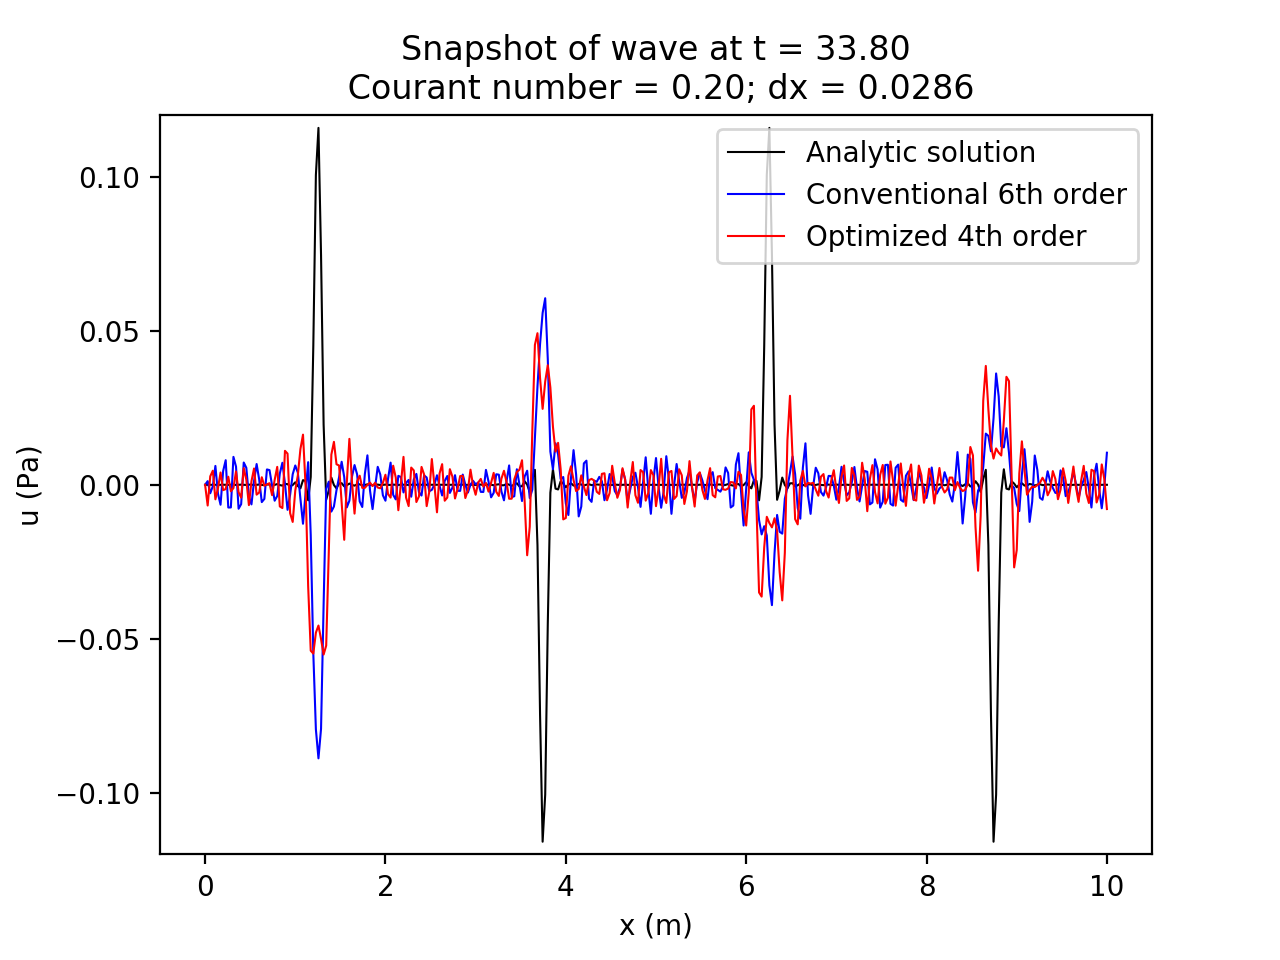 Snapshot of wave at t = 33.80
Courant number = 0.20; dx = 0.0286
Analytic solution
Conventional 6th order
Optimized 4th order
u (Pa)
0.10
0.05
0.00
−0.05
−0.10
0 2 4 6 8 10
x (m)